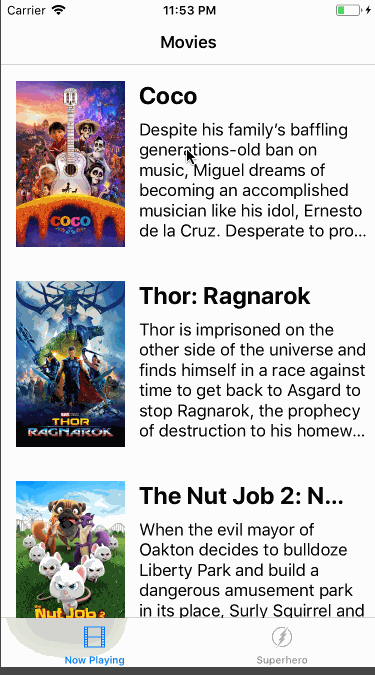 Carrier 11:53 PM
Movies
COCO
Coco
Despite his family's baffling
generations-old ban on
music, Miguel dreams of
becoming an accomplished
musician like his idol, Ernesto
de la Cruz. Desperate to pro...
THOR
RAGNAROK
Thor: Ragnarok
Thor is imprisoned on the
other side of the universe and
finds himself in a race against
time to get back to Asgard to
stop Ragnarok, the prophecy
of destruction to his homew...
The Nut Job 2
The Nut Job 2: N...
When the evil mayor of
Oakton decides to bulldoze
Liberty Park and build a
dangerous amusement park
in its place, Surly Squirrel and
Now Playing
Superhero